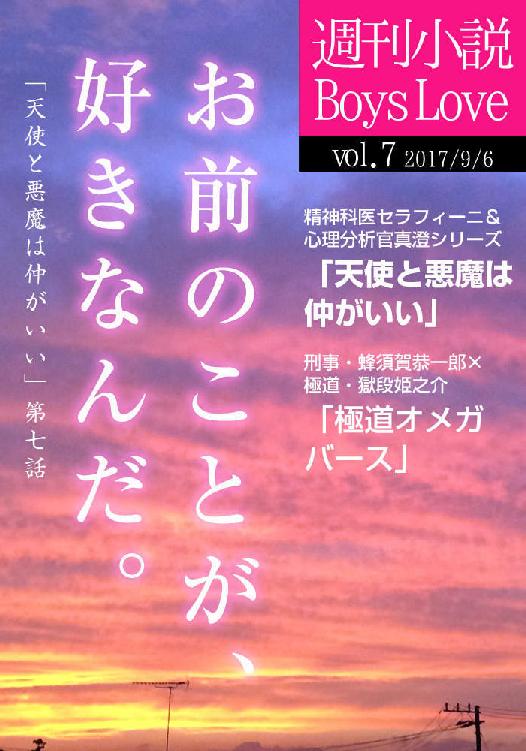 週刊小説
Boys Love
vol.7 2017/9/6
お前のことが、
好きなんだ。
「天使と悪魔は仲がいい」第七話
精神科医セラフィーニ&
心理分析官真澄シリーズ
「天使と悪魔は
仲がいい」
刑事・蜂須賀恭一郎×
極道・獄段姫之介
「極道オメガ
バース」